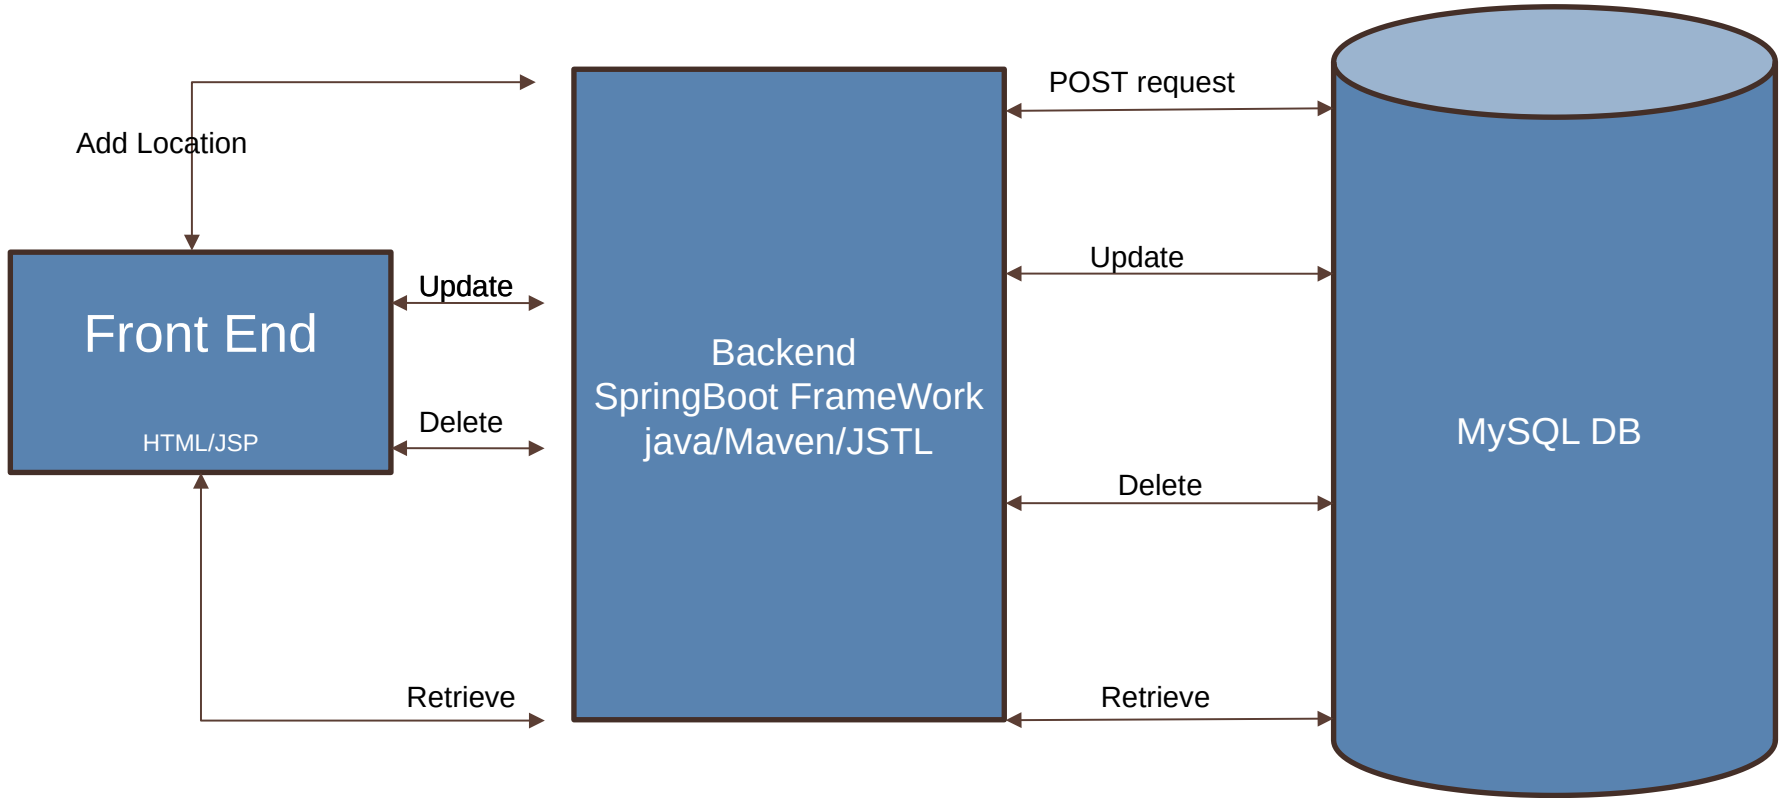 Add Location
Front End
HTML/JSP
Update
Delete
Retrieve
Backend
SpringBoot FrameWork
java/Maven/JSTL
POST request
Update
Delete
Retrieve
MySQL DB